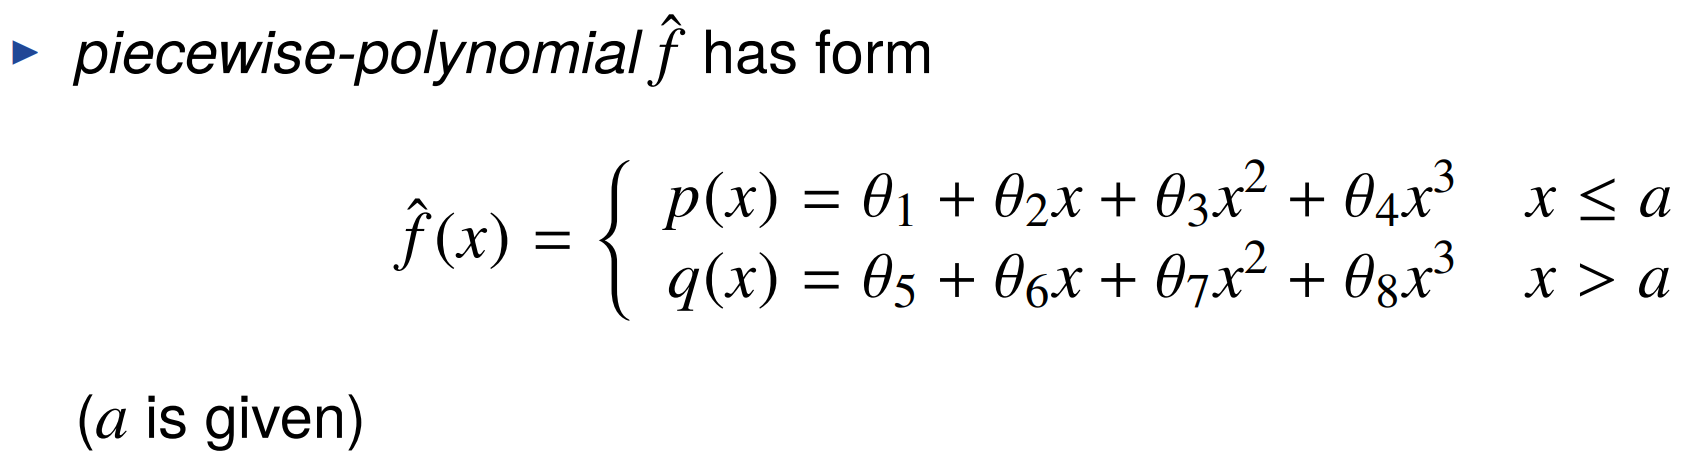 ▶ piecewise-polynomial f̂ has form
f̂(x) = { p(x) = θ₁ + θ₂x + θ₃x² + θ₄x³ x ≤ a
q(x) = θ₅ + θ₆x + θ₇x² + θ₈x³ x > a
(a is given)